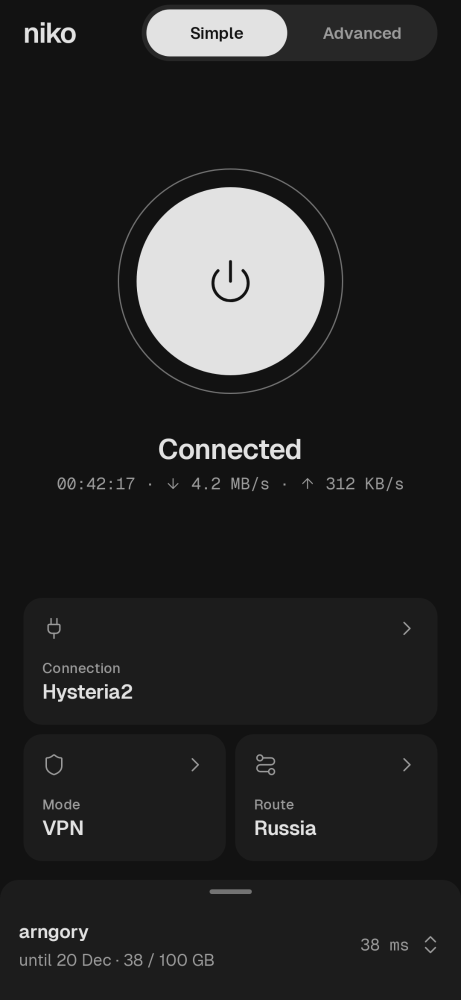 niko
Simple
Advanced
Connected
00:42:17 · ↓ 4.2 MB/s · ↑ 312 KB/s
Connection
Hysteria2
Mode
VPN
Route
Russia
arngory
until 20 Dec · 38 / 100 GB
38 ms